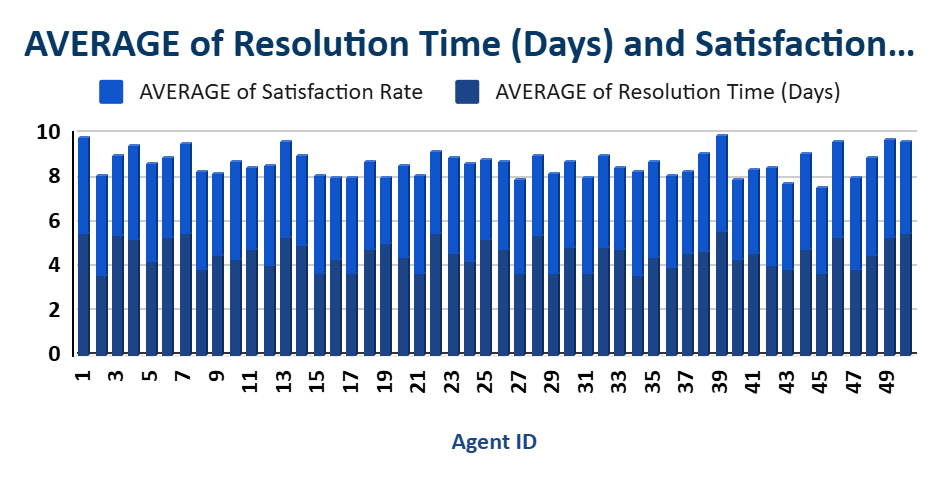 AVERAGE of Resolution Time (Days) and Satisfaction...
AVERAGE of Satisfaction Rate
AVERAGE of Resolution Time (Days)
10
8
6
4
2
0
1 3 5 7 9 11 13 15 17 19 21 23 25 27 29 31 33 35 37 39 41 43 45 47 49
Agent ID